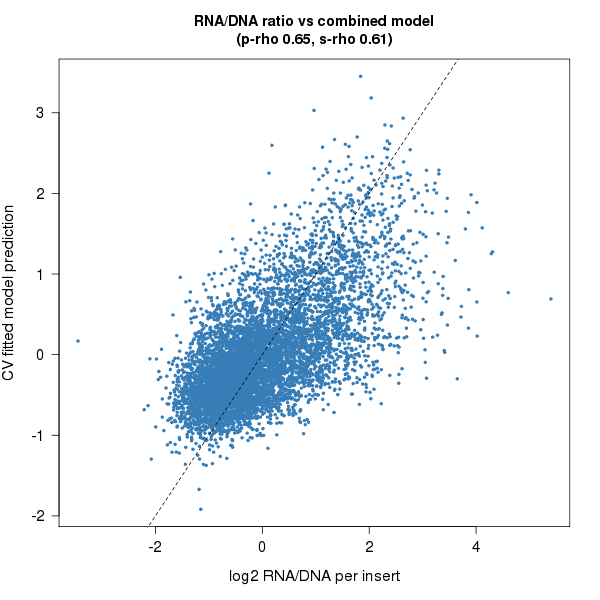 RNA/DNA ratio vs combined model
(p-rho 0.65, s-rho 0.61)
CV fitted model prediction
3
2
1
0
-1
-2
-2
0
2
4
log2 RNA/DNA per insert